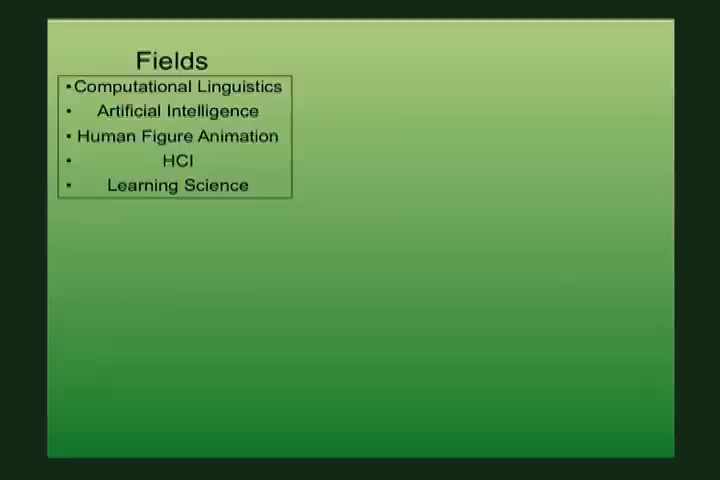 Fields
•Computational Linguistics
• Artificial Intelligence
• Human Figure Animation
• HCI
• Learning Science